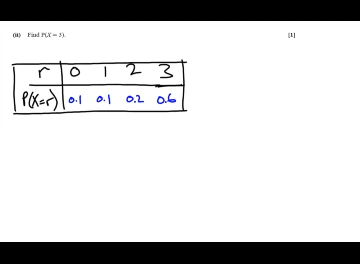 (ii) Find P(X = 3). [1]
r 0 1 2 3
P(X=r) 0.1 0.1 0.2 0.6